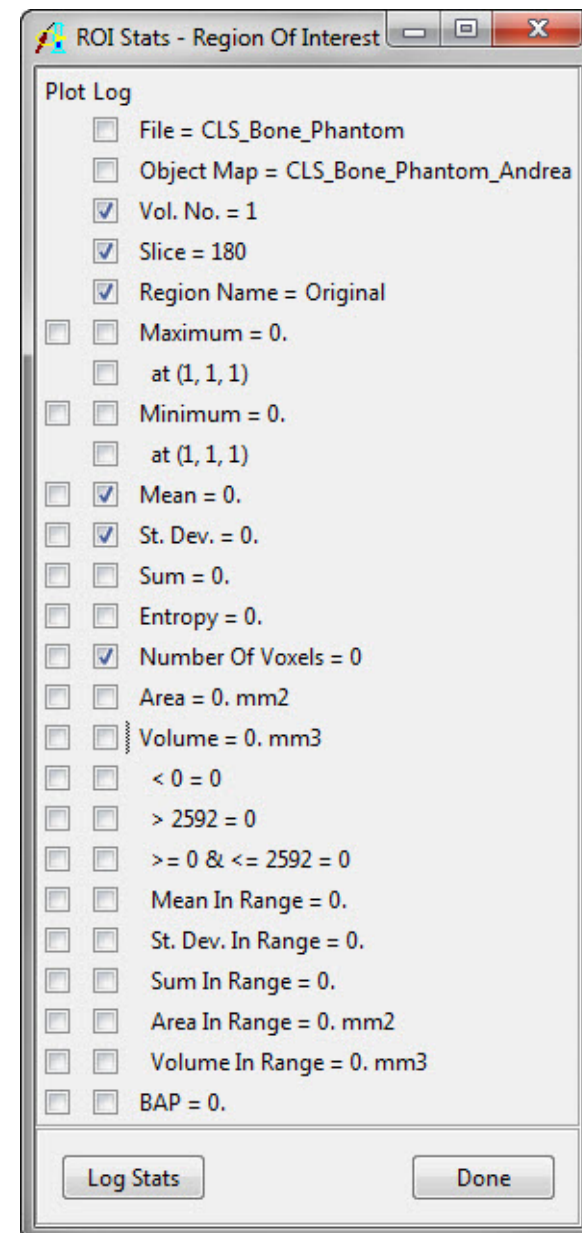 ROI Stats - Region Of Interest
Plot Log
File = CLS_Bone_Phantom
Object Map = CLS_Bone_Phantom_Andrea
Vol. No. = 1
Slice = 180
Region Name = Original
Maximum = 0.
at (1, 1, 1)
Minimum = 0.
at (1, 1, 1)
Mean = 0.
St. Dev. = 0.
Sum = 0.
Entropy = 0.
Number Of Voxels = 0
Area = 0. mm2
Volume = 0. mm3
< 0 = 0
> 2592 = 0
>= 0 & <= 2592 = 0
Mean In Range = 0.
St. Dev. In Range = 0.
Sum In Range = 0.
Area In Range = 0. mm2
Volume In Range = 0. mm3
BAP = 0.
Log Stats Done